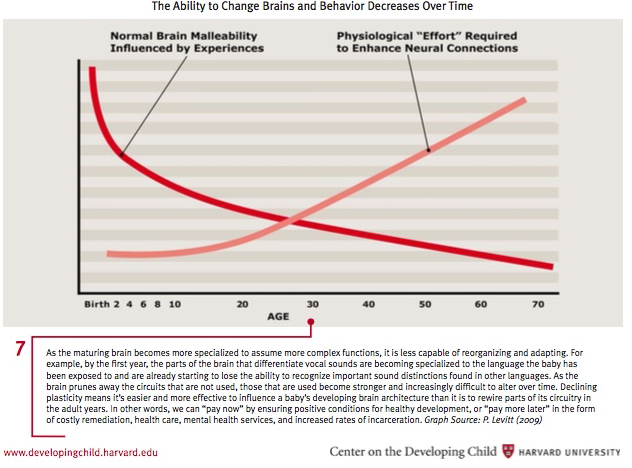 The Ability to Change Brains and Behavior Decreases Over Time
Normal Brain Malleability
Influenced by Experiences
Physiological “Effort” Required
to Enhance Neural Connections
Birth 2 4 6 8 10 20 30 40 50 60 70
AGE
7
As the maturing brain becomes more specialized to assume more complex functions, it is less capable of reorganizing and adapting. For
example, by the first year, the parts of the brain that differentiate vocal sounds are becoming specialized to the language the baby has
been exposed to and are already starting to lose the ability to recognize important sound distinctions found in other languages. As the
brain prunes away the circuits that are not used, those that are used become stronger and increasingly difficult to alter over time. Declining
plasticity means it’s easier and more effective to influence a baby’s developing brain architecture than it is to rewire parts of its circuitry in
the adult years. In other words, we can “pay now” by ensuring positive conditions for healthy development, or “pay more later” in the form
of costly remediation, health care, mental health services, and increased rates of incarceration. Graph Source: P. Levitt (2009)
www.developingchild.harvard.edu
Center on the Developing Child HARVARD UNIVERSITY